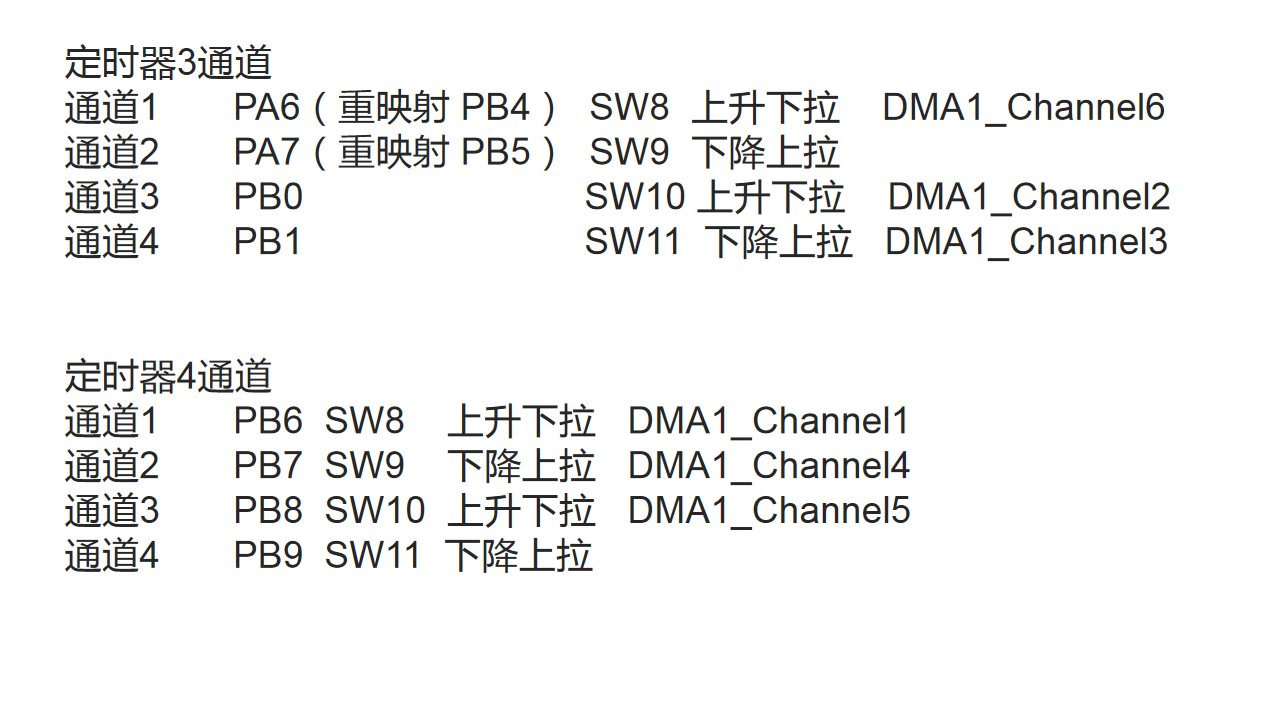 定时器3通道
通道1 PA6（重映射 PB4） SW8 上升下拉 DMA1_Channel6
通道2 PA7（重映射 PB5） SW9 下降上拉
通道3 PB0 SW10 上升下拉 DMA1_Channel2
通道4 PB1 SW11 下降上拉 DMA1_Channel3
定时器4通道
通道1 PB6 SW8 上升下拉 DMA1_Channel1
通道2 PB7 SW9 下降上拉 DMA1_Channel4
通道3 PB8 SW10 上升下拉 DMA1_Channel5
通道4 PB9 SW11 下降上拉